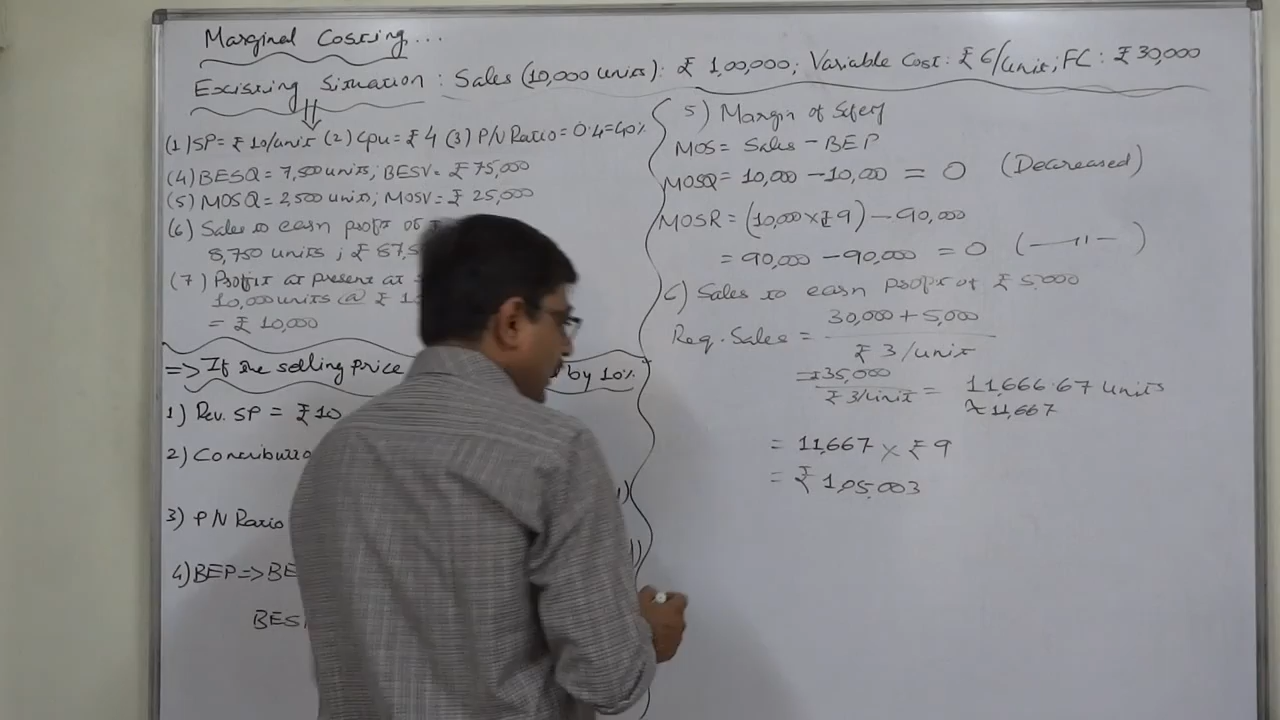 Marginal Costing...
Existing Situation : Sales (10,000 units): ₹ 1,00,000; Variable Cost: ₹ 6/unit; FC: ₹ 30,000
(1) SP = ₹ 10/unit (2) Cpu = ₹ 4 (3) P/V Ratio = 0.4 = 40%
(4) BESQ = 7,500 units; BESV = ₹ 75,000
(5) MOSQ = 2,500 units; MOSV = ₹ 25,000
(6) Sales to earn profit of
8,750 units ; ₹ 87,5
(7) Profit at present at
10,000 units @ ₹ 1
= ₹ 10,000
=> If the selling price by 10%
1) Rev. SP = ₹ 10
2) Contributio
3) P/V Ratio
4) BEP => BE
BES
5) Margin of Safety
MOS = Sales - BEP
MOSQ = 10,000 - 10,000 = 0 (Decreased)
MOSR = (10,000 × ₹ 9) - 90,000
= 90,000 - 90,000 = 0 ( —〃— )
6) Sales to earn profit of ₹ 5,000
Req. Sales = 30,000 + 5,000
₹ 3/unit
= ₹ 35,000
₹ 3/unit = 11,666.67 units
≈ 11,667
= 11,667 × ₹ 9
= ₹ 1,05,003